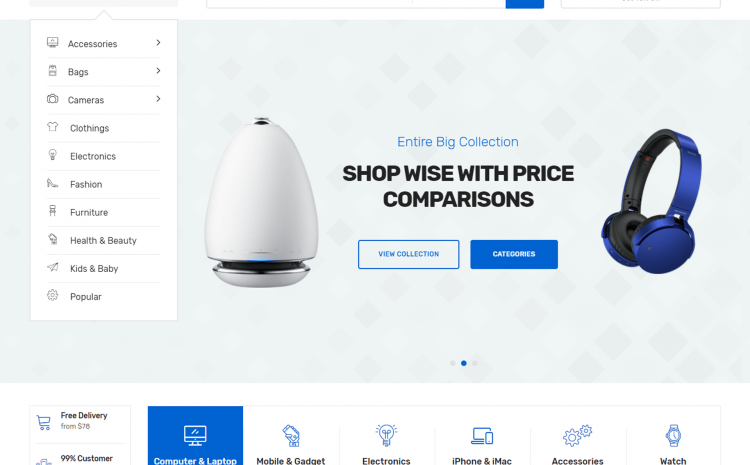 Accessories
Bags
Cameras
Clothings
Electronics
Fashion
Furniture
Health & Beauty
Kids & Baby
Popular
Entire Big Collection
SHOP WISE WITH PRICE
COMPARISONS
VIEW COLLECTION
CATEGORIES
Free Delivery
from $78
99% Customer
Computer & Laptop
Mobile & Gadget
Electronics
iPhone & iMac
Accessories
Watch